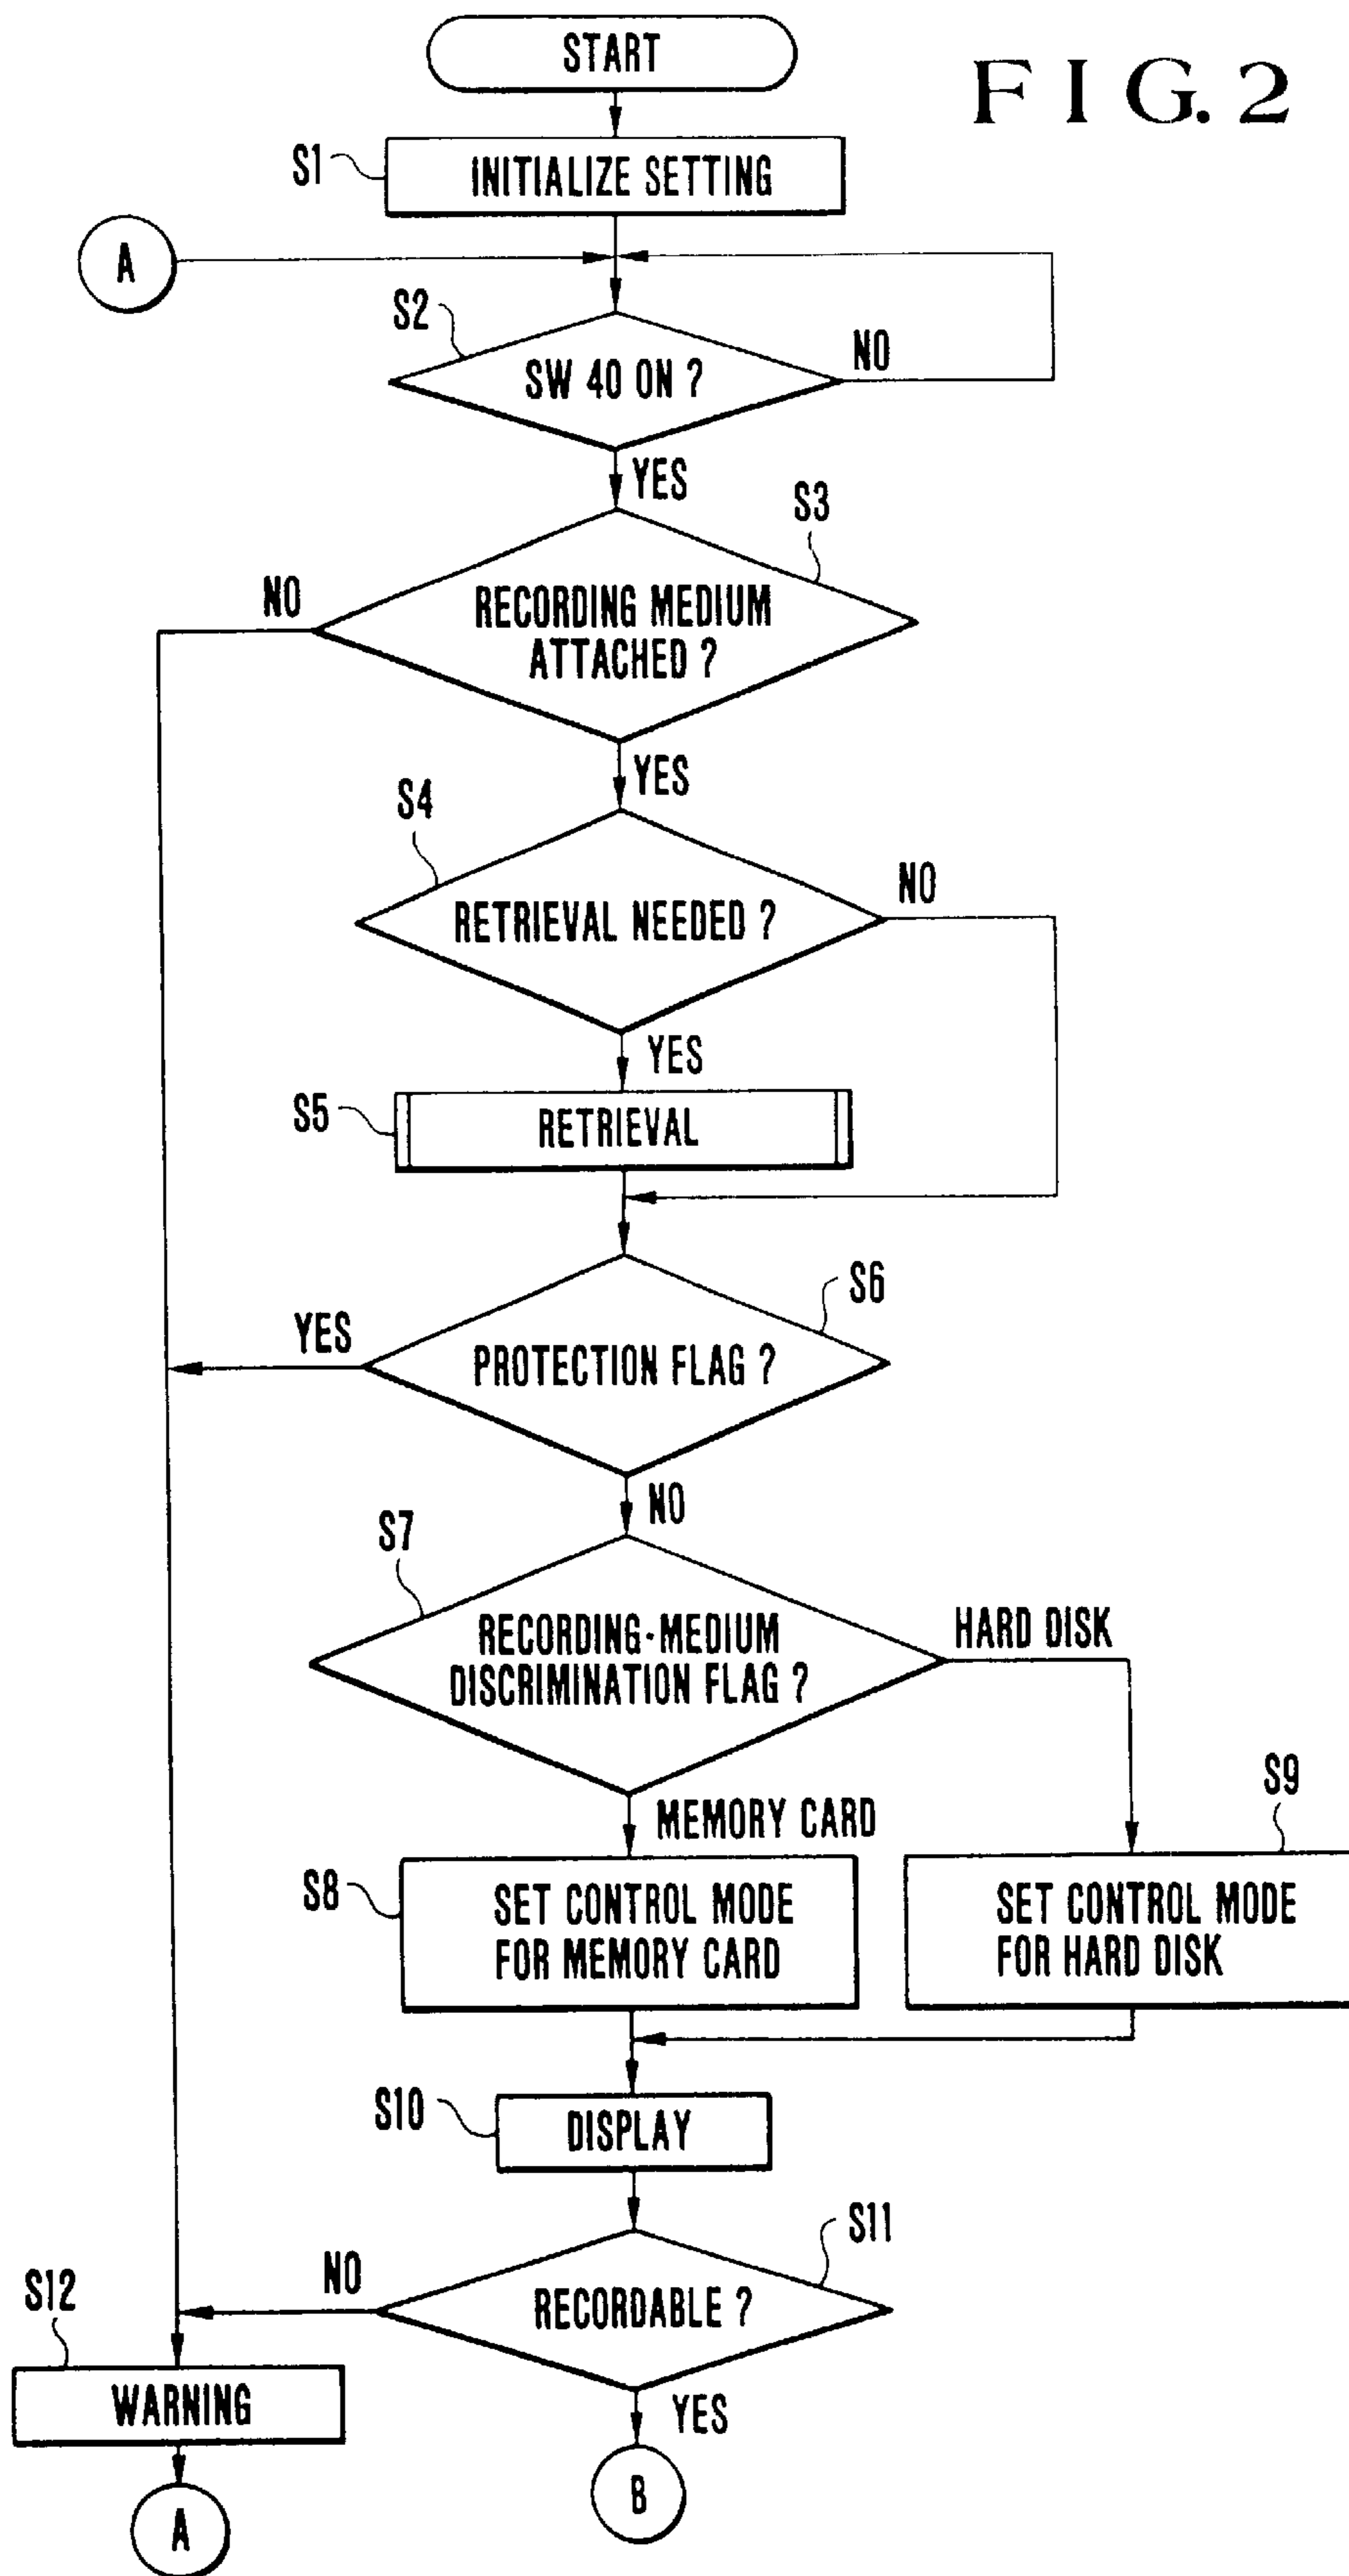 START
FIG. 2
S1
INITIALIZE SETTING
A
S2
SW 40 ON ?
NO
YES
S3
NO
RECORDING MEDIUM
ATTACHED ?
YES
S4
NO
RETRIEVAL NEEDED ?
YES
S5
RETRIEVAL
S6
YES
PROTECTION FLAG ?
NO
S7
RECORDING-MEDIUM
DISCRIMINATION FLAG ?
HARD DISK
MEMORY CARD
S9
S8
SET CONTROL MODE
FOR MEMORY CARD
SET CONTROL MODE
FOR HARD DISK
S10
DISPLAY
S11
NO
RECORDABLE ?
S12
WARNING
YES
B
A